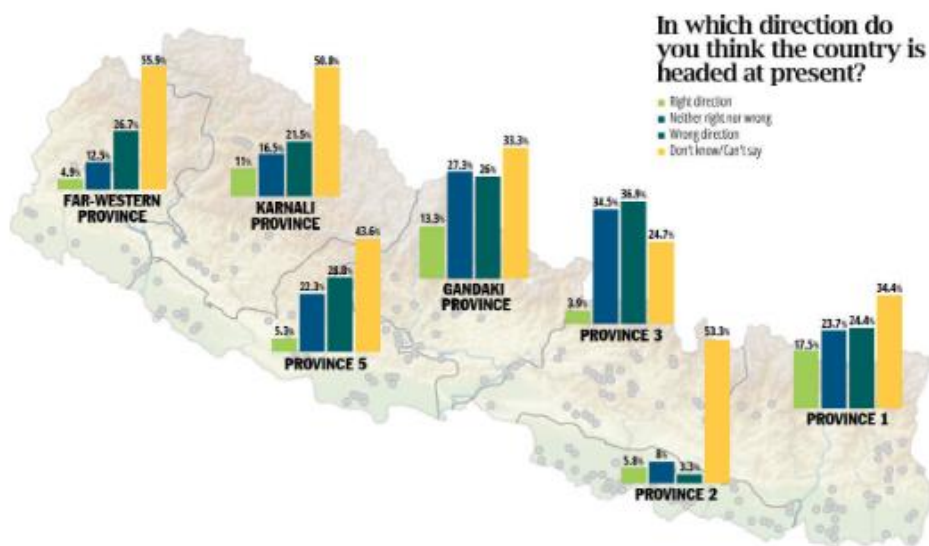 In which direction do
you think the country is
headed at present?
Right direction
Neither right nor wrong
Wrong direction
Don't know/Can't say
4.9% 12.5% 26.7% 55.9%
FAR-WESTERN
PROVINCE
11% 16.5% 21.5% 50.8%
KARNALI
PROVINCE
13.3% 27.3% 26% 33.3%
GANDAKI
PROVINCE
5.3% 22.3% 28.8% 43.6%
PROVINCE 5
3.9% 34.5% 36.9% 24.7%
PROVINCE 3
17.5% 23.7% 24.4% 34.4%
PROVINCE 1
5.8% 8% 3.3% 53.3%
PROVINCE 2